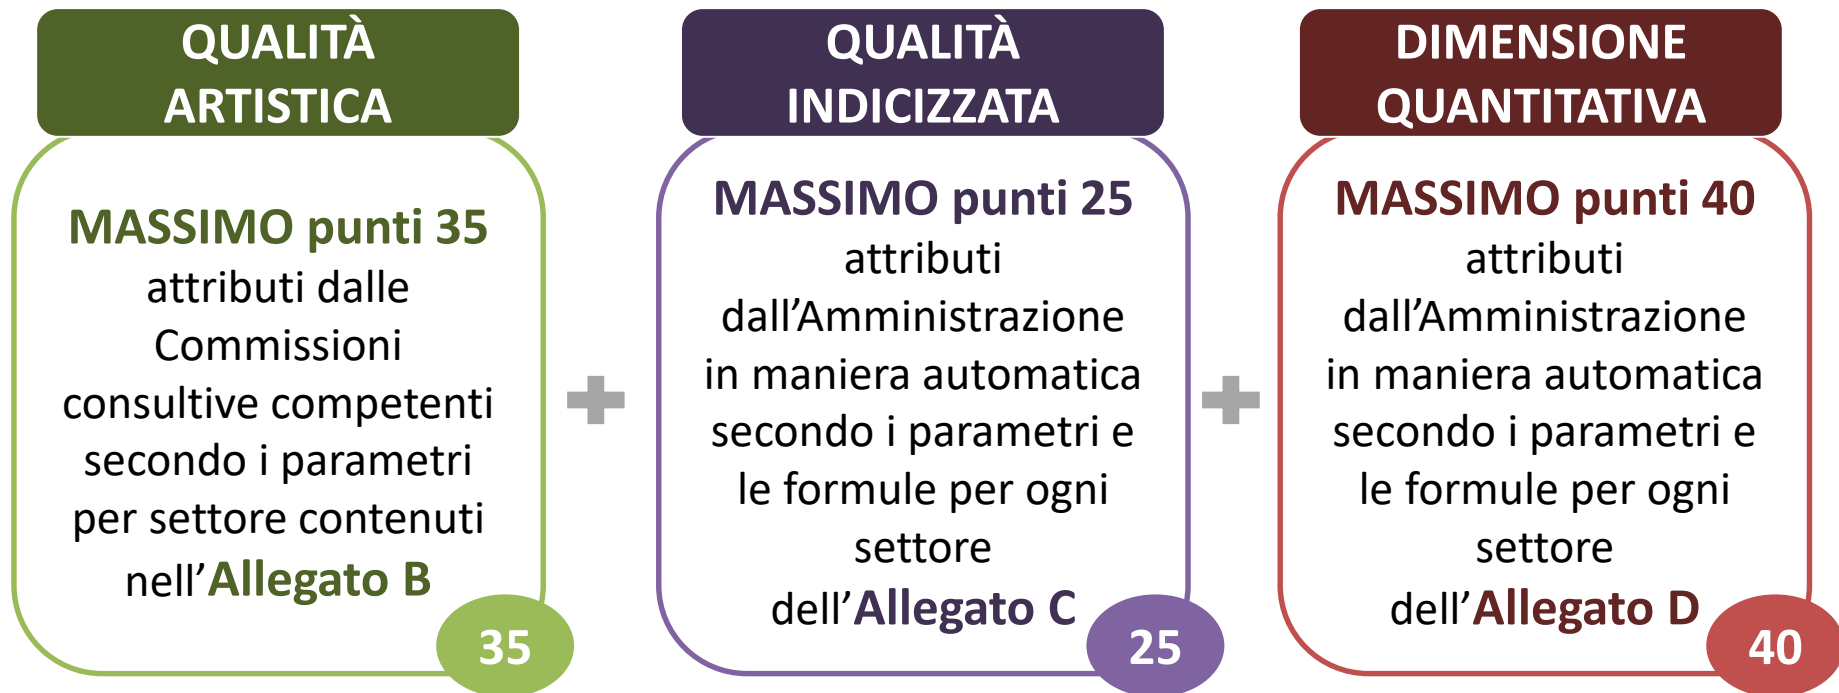 QUALITÀ
ARTISTICA
MASSIMO punti 35
attributi dalle
Commissioni
consultive competenti
secondo i parametri
per settore contenuti
nell’Allegato B
35
QUALITÀ
INDICIZZATA
MASSIMO punti 25
attributi
dall’Amministrazione
in maniera automatica
secondo i parametri e
le formule per ogni
settore
dell’Allegato C
25
DIMENSIONE
QUANTITATIVA
MASSIMO punti 40
attributi
dall’Amministrazione
in maniera automatica
secondo i parametri e
le formule per ogni
settore
dell’Allegato D
40